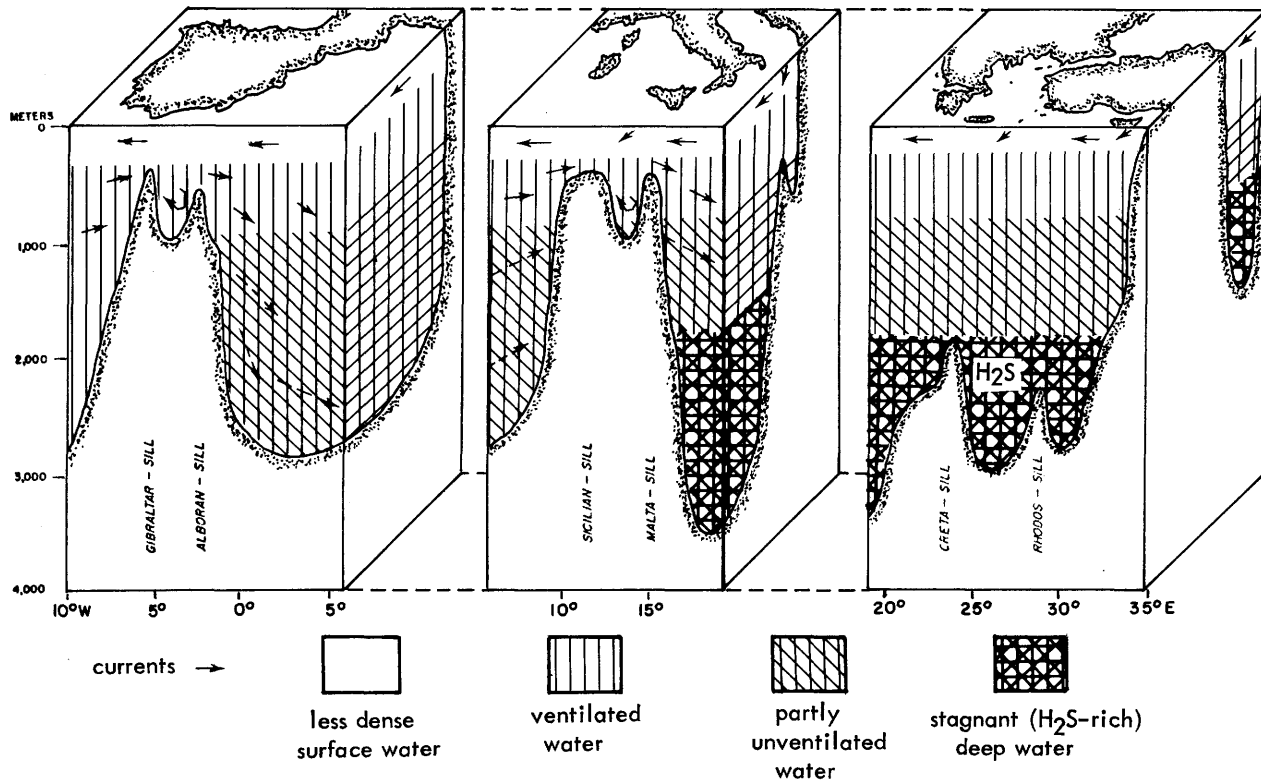 METERS
0
1,000
2,000
3,000
4,000
GIBRALTAR - SILL
ALBORAN - SILL
SICILIAN - SILL
MALTA - SILL
CRETA - SILL
RHODOS - SILL
H₂S
10°W 5° 0° 5° 10° 15° 20° 25° 30° 35°E
currents →
less dense
surface water
ventilated
water
partly
unventilated
water
stagnant (H₂S-rich)
deep water